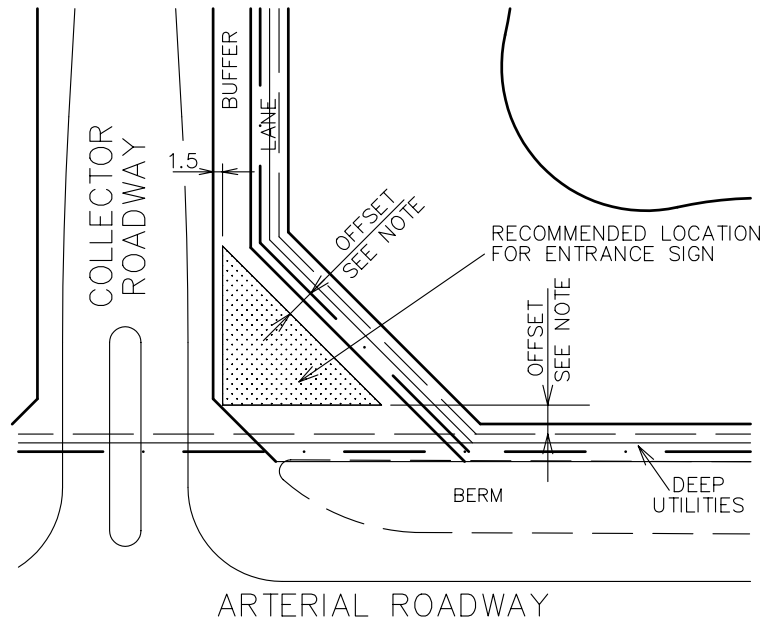 BUFFER
LANE
COLLECTOR
ROADWAY
1.5
OFFSET
SEE NOTE
RECOMMENDED LOCATION
FOR ENTRANCE SIGN
OFFSET
SEE NOTE
DEEP
UTILITIES
BERM
ARTERIAL ROADWAY